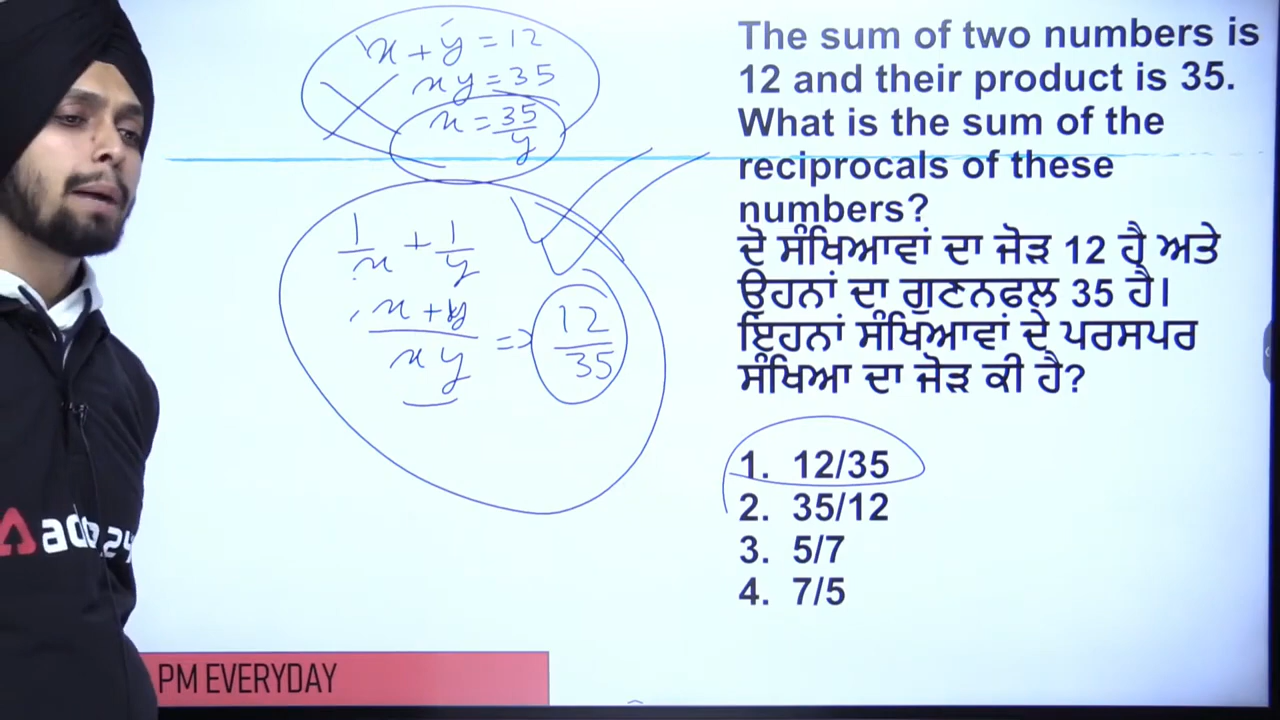 x + y = 12
xy = 35
x = 35/y
1/x + 1/y
x + y / xy => 12/35
The sum of two numbers is
12 and their product is 35.
What is the sum of the
reciprocals of these
numbers?
ਦੋ ਸੰਖਿਆਵਾਂ ਦਾ ਜੋੜ 12 ਹੈ ਅਤੇ
ਉਹਨਾਂ ਦਾ ਗੁਣਨਫਲ 35 ਹੈ।
ਇਹਨਾਂ ਸੰਖਿਆਵਾਂ ਦੇ ਪਰਸਪਰ
ਸੰਖਿਆ ਦਾ ਜੋੜ ਕੀ ਹੈ?
1. 12/35
2. 35/12
3. 5/7
4. 7/5
adda 24
PM EVERYDAY